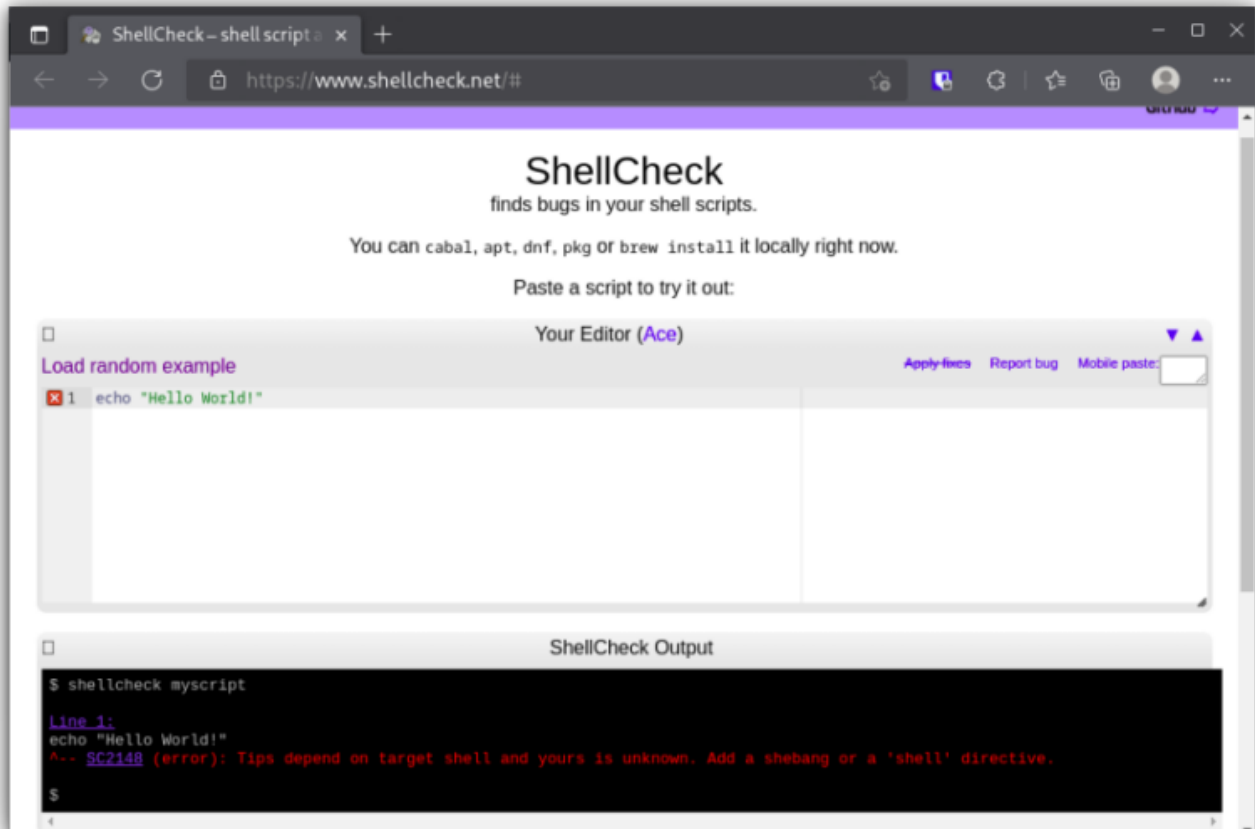 ShellCheck – shell script a
https://www.shellcheck.net/#
GitHub
ShellCheck
finds bugs in your shell scripts.
You can cabal, apt, dnf, pkg or brew install it locally right now.
Paste a script to try it out:
Your Editor (Ace) ▼ ▲
Load random example Apply fixes Report bug Mobile paste:
1 echo "Hello World!"
ShellCheck Output
$ shellcheck myscript
Line 1:
echo "Hello World!"
^-- SC2148 (error): Tips depend on target shell and yours is unknown. Add a shebang or a 'shell' directive.
$